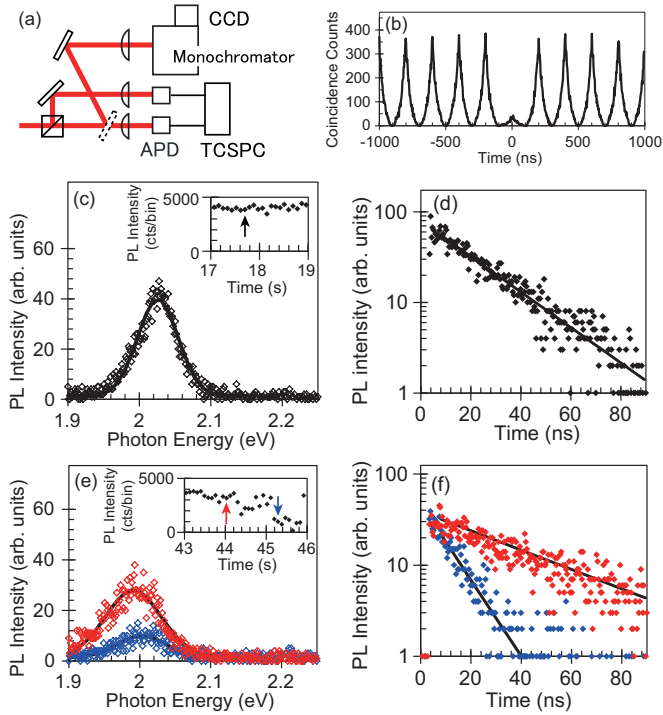 (a)
CCD
Monochromator
APD
TCSPC
(b)
Coincidence Counts
400
300
200
100
0
-1000
-500
0
500
1000
Time (ns)
(c)
PL Intensity (arb. units)
60
40
20
0
1.9
2
2.1
2.2
Photon Energy (eV)
PL Intensity
(cts/bin)
5000
0
17
18
19
Time (s)
(d)
PL intensity (arb. units)
100
10
1
0
20
40
60
80
Time (ns)
(e)
PL Intensity (arb. units)
60
40
20
0
1.9
2
2.1
2.2
Photon Energy (eV)
PL Intensity
(cts/bin)
5000
0
43
44
45
46
Time (s)
(f)
PL Intensity (arb. units)
100
10
1
0
20
40
60
80
Time (ns)